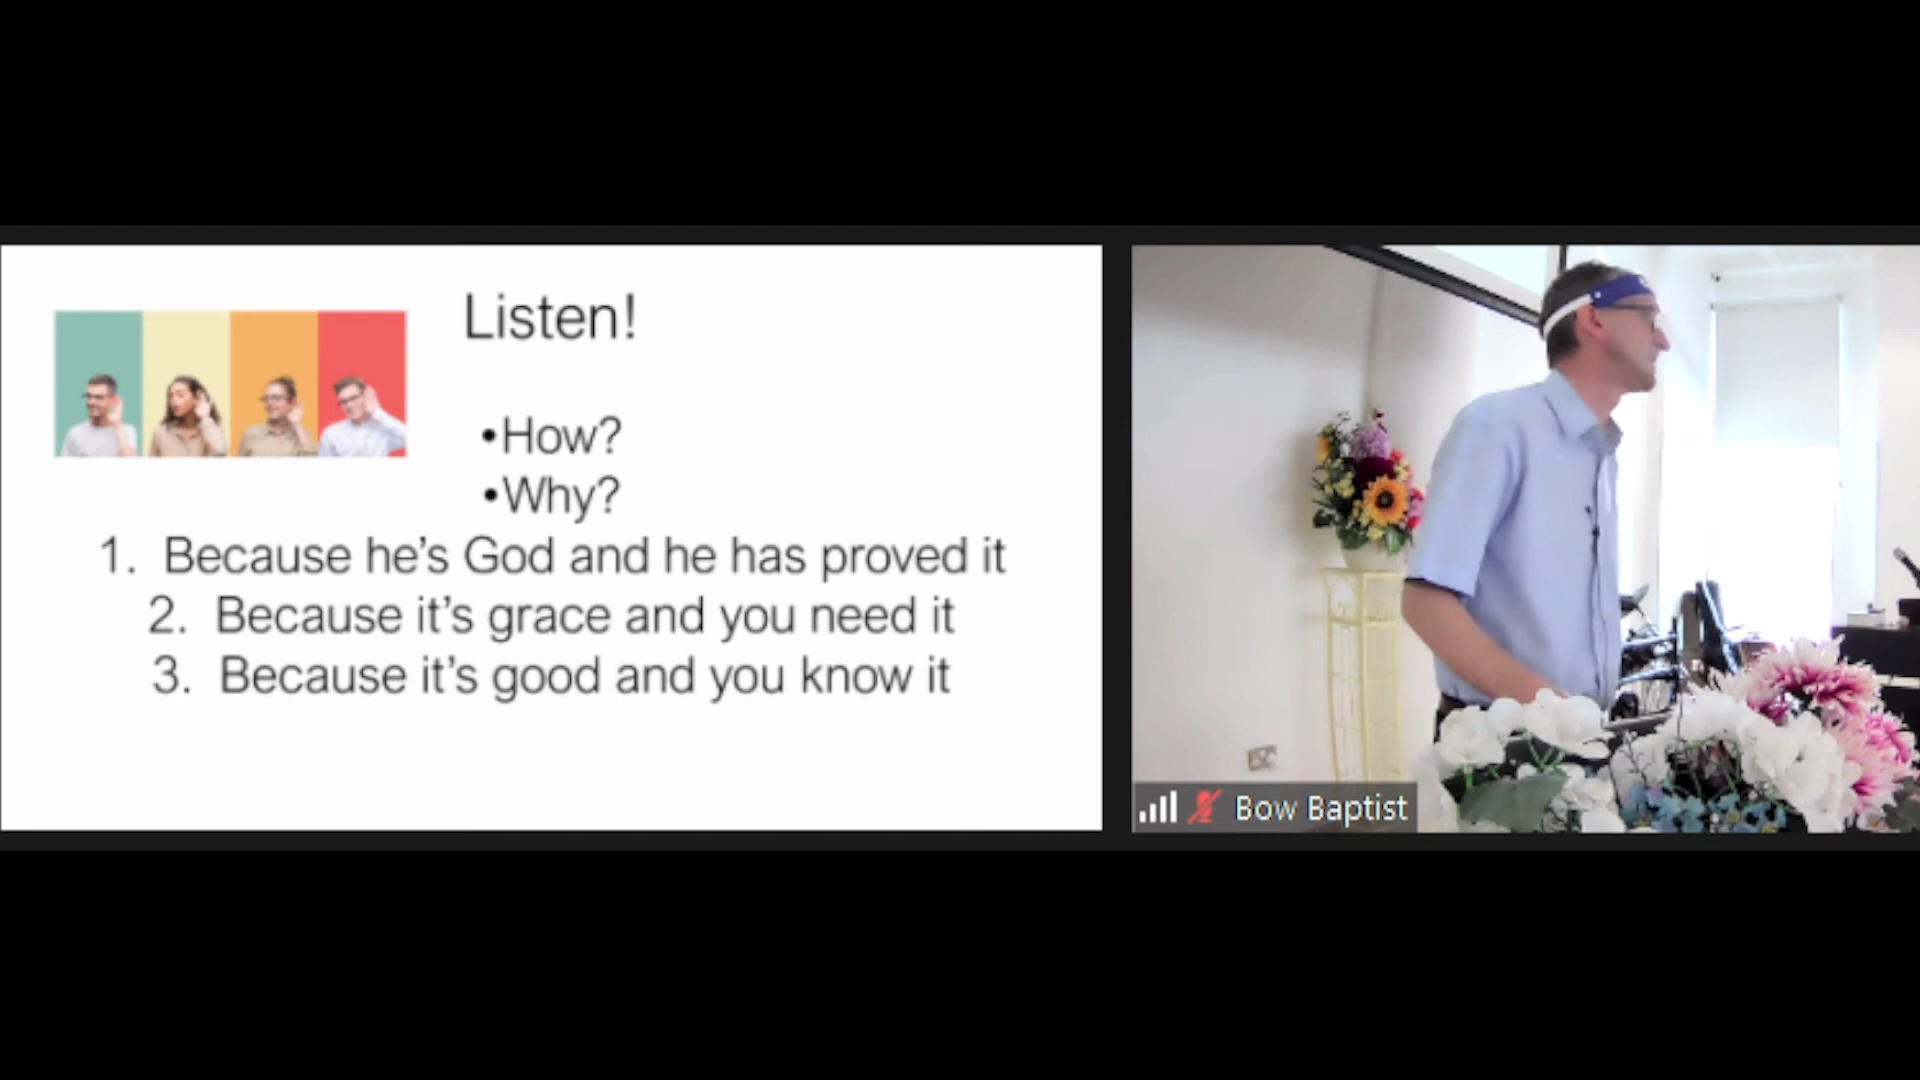 Listen!
•How?
•Why?
1. Because he's God and he has proved it
2. Because it's grace and you need it
3. Because it's good and you know it
Bow Baptist